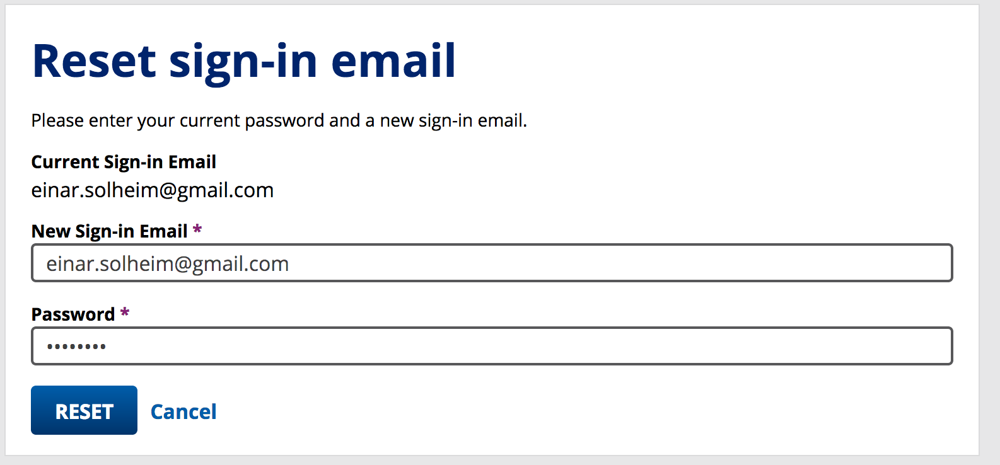 Reset sign-in email
Please enter your current password and a new sign-in email.
Current Sign-in Email
einar.solheim@gmail.com
New Sign-in Email *
einar.solheim@gmail.com
Password *
••••••••
RESET Cancel